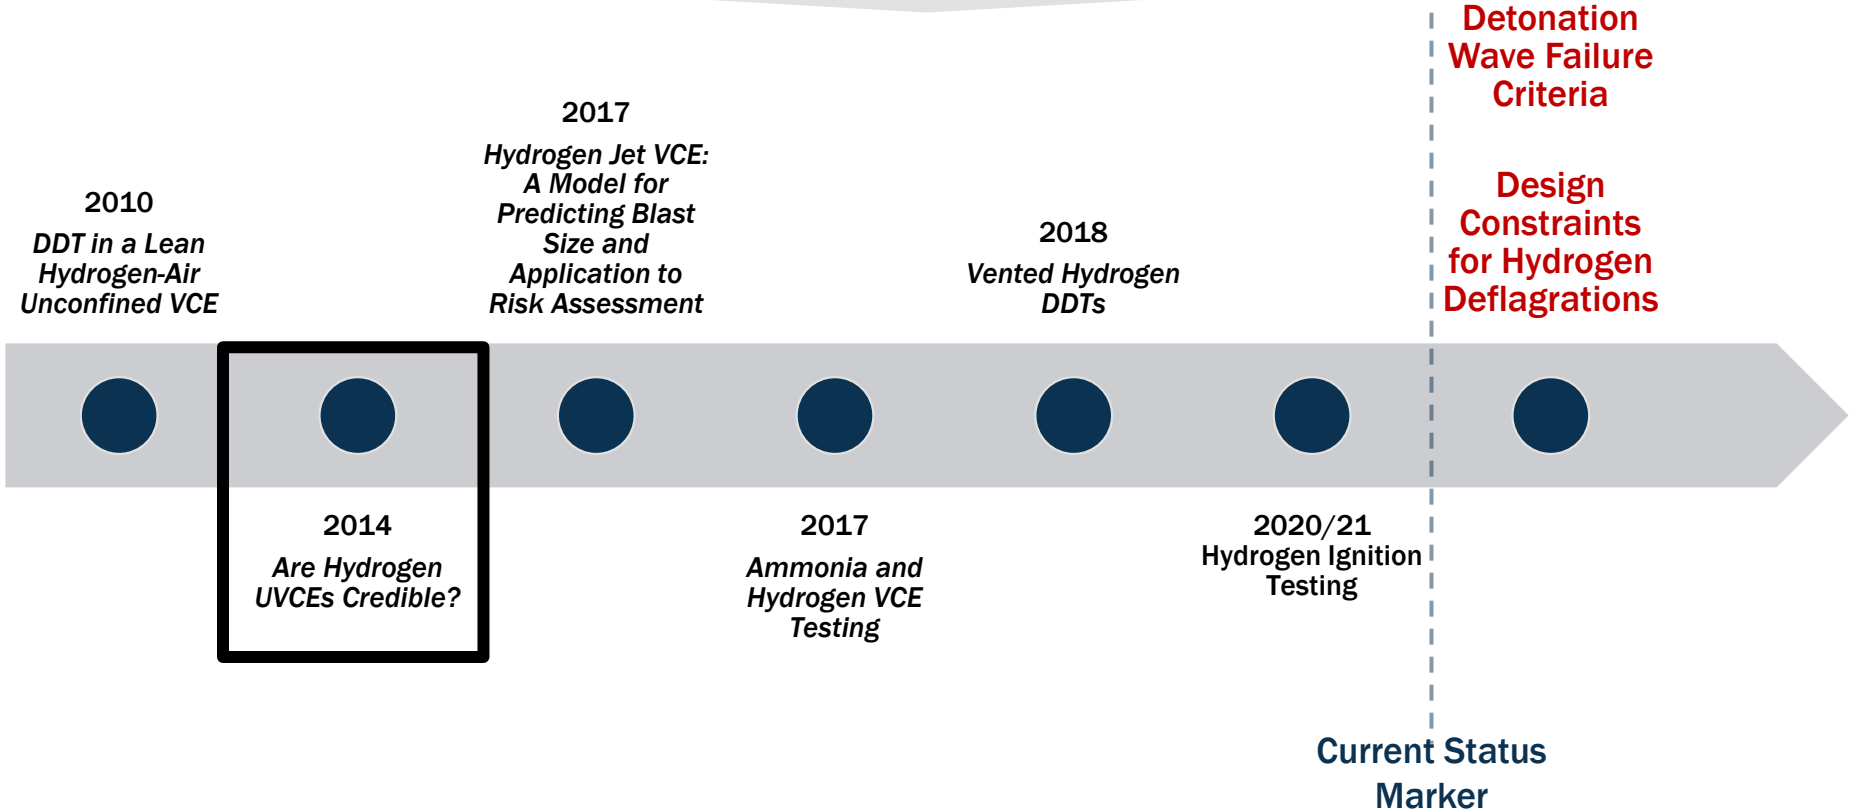 2010
DDT in a Lean
Hydrogen-Air
Unconfined VCE
2014
Are Hydrogen
UVCEs Credible?
2017
Hydrogen Jet VCE:
A Model for
Predicting Blast
Size and
Application to
Risk Assessment
2017
Ammonia and
Hydrogen VCE
Testing
2018
Vented Hydrogen
DDTs
2020/21
Hydrogen Ignition
Testing
Detonation
Wave Failure
Criteria
Design
Constraints
for Hydrogen
Deflagrations
Current Status
Marker